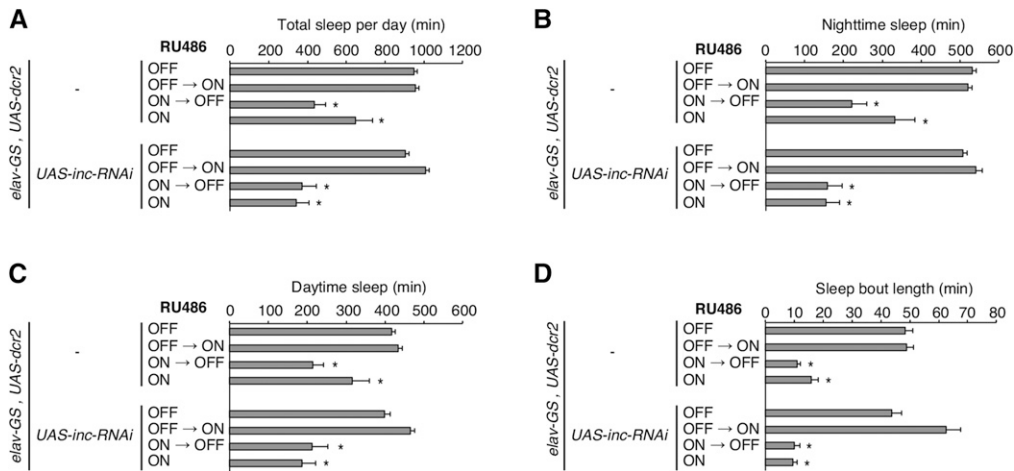 A
Total sleep per day (min)
RU486
0 200 400 600 800 1000 1200
elav-GS , UAS-dcr2
-
OFF
OFF → ON
ON → OFF *
ON *
UAS-inc-RNAi
OFF
OFF → ON
ON → OFF *
ON *
B
Nighttime sleep (min)
RU486
0 100 200 300 400 500 600
elav-GS , UAS-dcr2
-
OFF
OFF → ON
ON → OFF *
ON *
UAS-inc-RNAi
OFF
OFF → ON
ON → OFF *
ON *
C
Daytime sleep (min)
RU486
0 100 200 300 400 500 600
elav-GS , UAS-dcr2
-
OFF
OFF → ON
ON → OFF *
ON *
UAS-inc-RNAi
OFF
OFF → ON
ON → OFF *
ON *
D
Sleep bout length (min)
RU486
0 10 20 30 40 50 60 70 80
elav-GS , UAS-dcr2
-
OFF
OFF → ON
ON → OFF *
ON *
UAS-inc-RNAi
OFF
OFF → ON
ON → OFF *
ON *